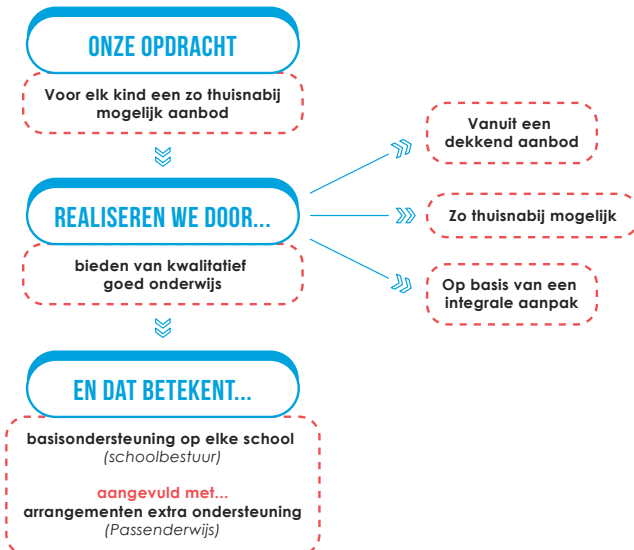 ONZE OPDRACHT
Voor elk kind een zo thuisnabij
mogelijk aanbod
REALISEREN WE DOOR...
bieden van kwalitatief
goed onderwijs
Vanuit een
dekkend aanbod
Zo thuisnabij mogelijk
Op basis van een
integrale aanpak
EN DAT BETEKENT...
basisondersteuning op elke school
(schoolbestuur)
aangevuld met...
arrangementen extra ondersteuning
(Passenderwijs)